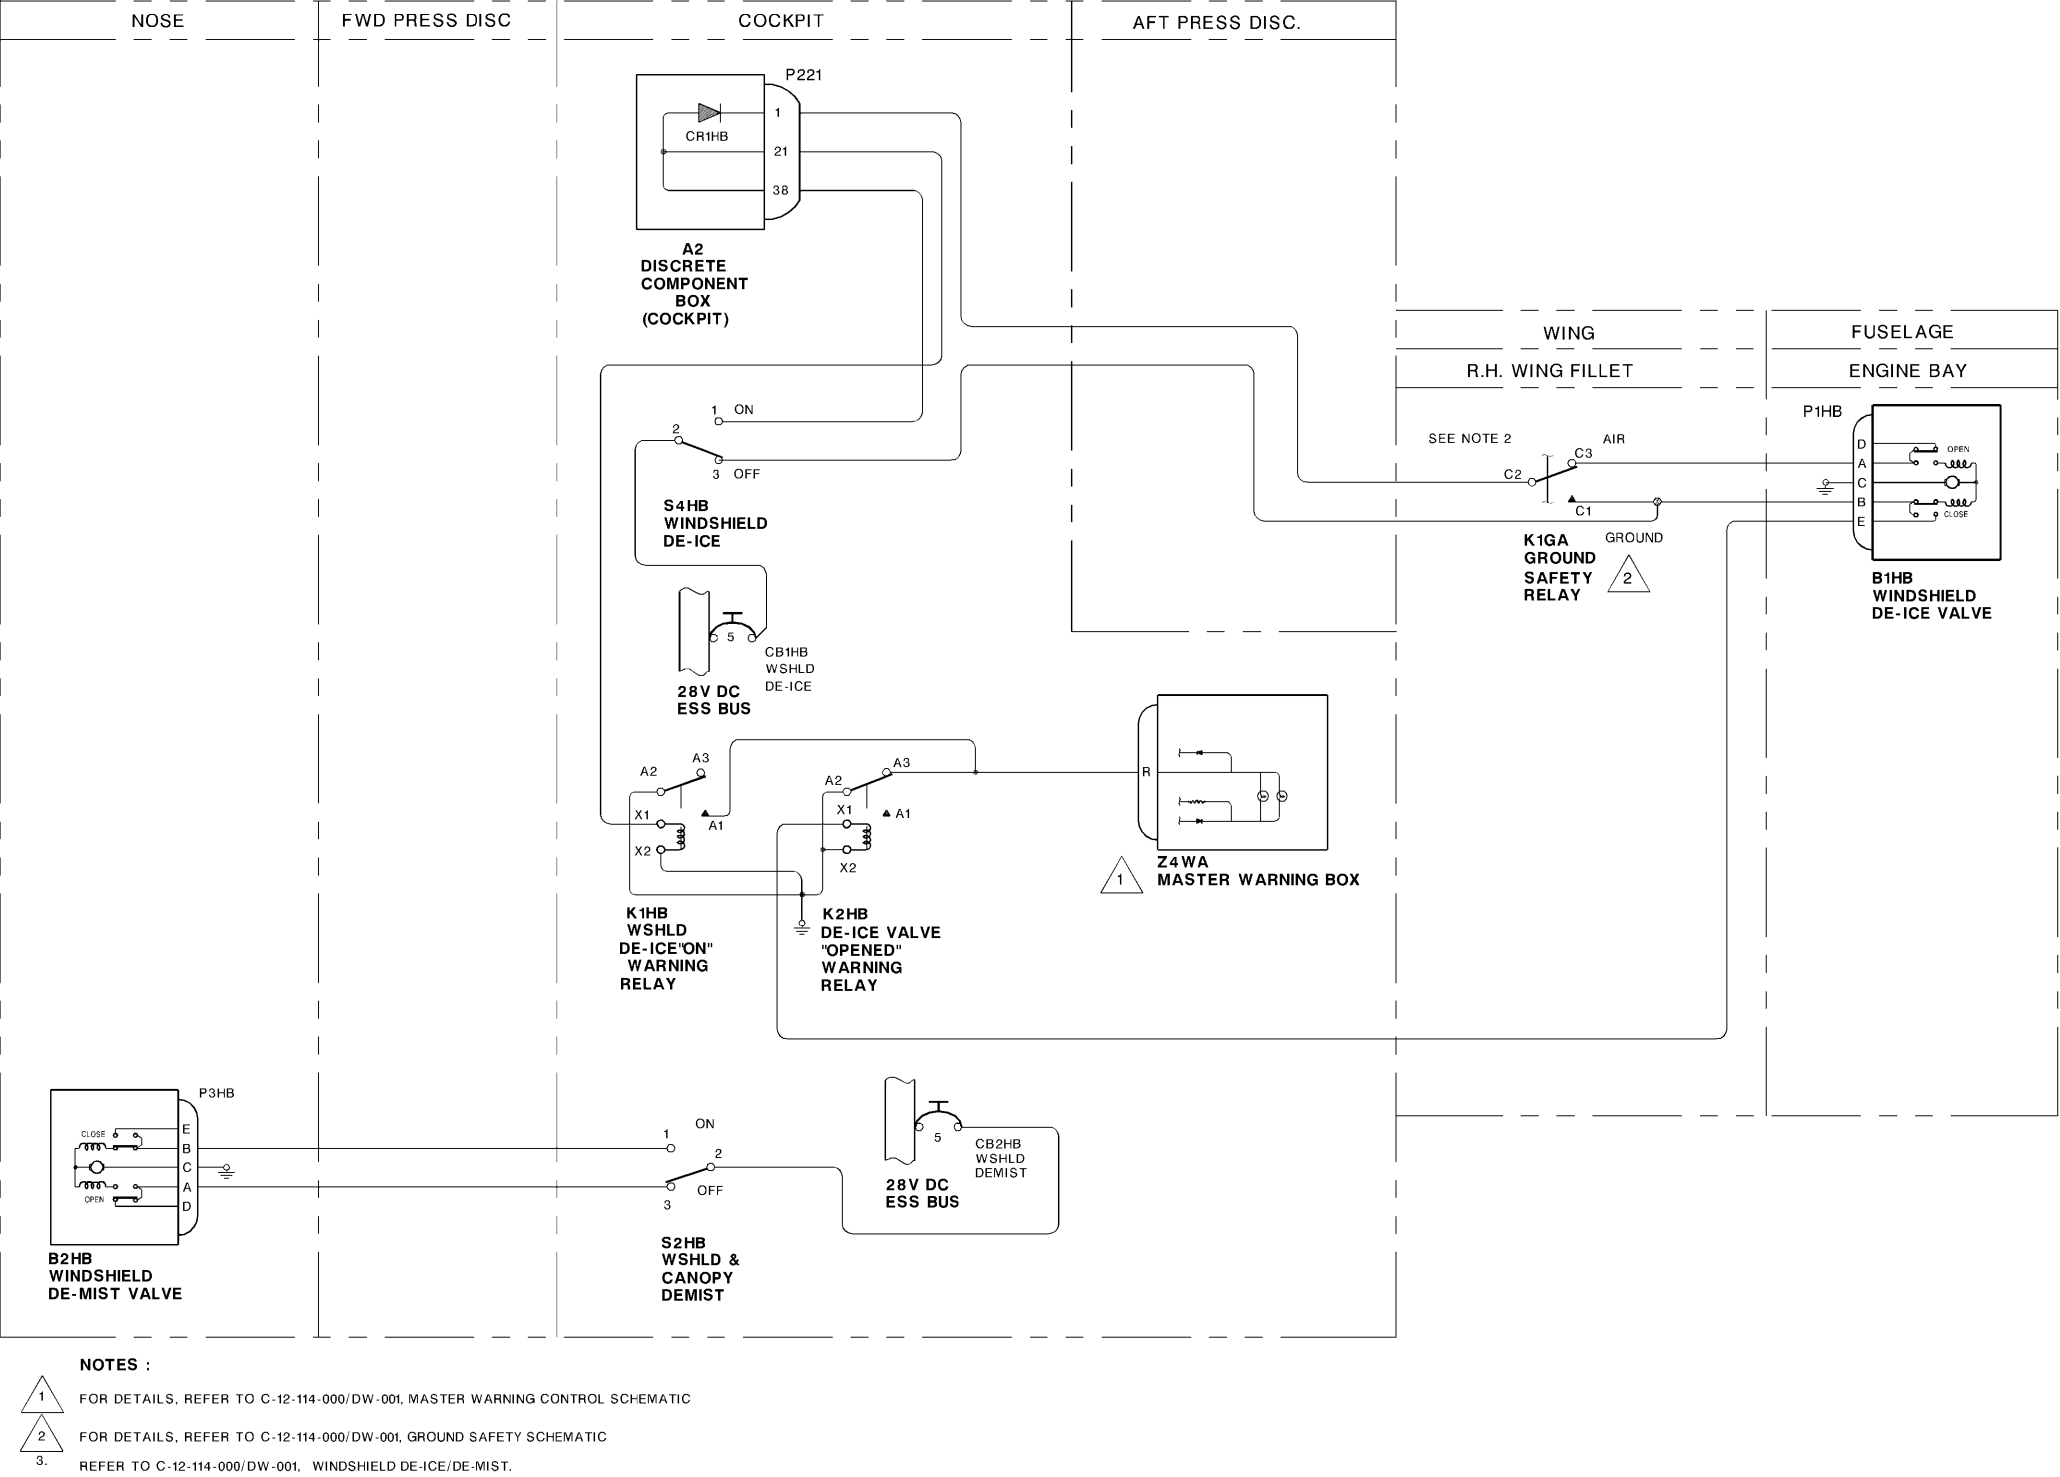 NOSE
FWD PRESS DISC
COCKPIT
AFT PRESS DISC.
P221
1
CR1HB
21
38
A2
DISCRETE
COMPONENT
BOX
(COCKPIT)
WING
FUSELAGE
R.H. WING FILLET
ENGINE BAY
1 ON
2
3 OFF
S4HB
WINDSHIELD
DE-ICE
SEE NOTE 2
C3
AIR
C2
C1
K1GA
GROUND
SAFETY
RELAY
GROUND
2
P1HB
D
A
C
B
E
OPEN
CLOSE
B1HB
WINDSHIELD
DE-ICE VALVE
5
CB1HB
WSHLD
DE-ICE
28V DC
ESS BUS
A3
A2
X1
A1
X2
K1HB
WSHLD
DE-ICE"ON"
WARNING
RELAY
A3
A2
X1
A1
X2
K2HB
DE-ICE VALVE
"OPENED"
WARNING
RELAY
R
1
Z4WA
MASTER WARNING BOX
P3HB
E
B
C
A
D
CLOSE
OPEN
B2HB
WINDSHIELD
DE-MIST VALVE
ON
1
2
OFF
3
S2HB
WSHLD &
CANOPY
DEMIST
5
CB2HB
WSHLD
DEMIST
28V DC
ESS BUS
NOTES :
1 FOR DETAILS, REFER TO C-12-114-000/DW-001, MASTER WARNING CONTROL SCHEMATIC
2 FOR DETAILS, REFER TO C-12-114-000/DW-001, GROUND SAFETY SCHEMATIC
3. REFER TO C-12-114-000/DW-001, WINDSHIELD DE-ICE/DE-MIST.